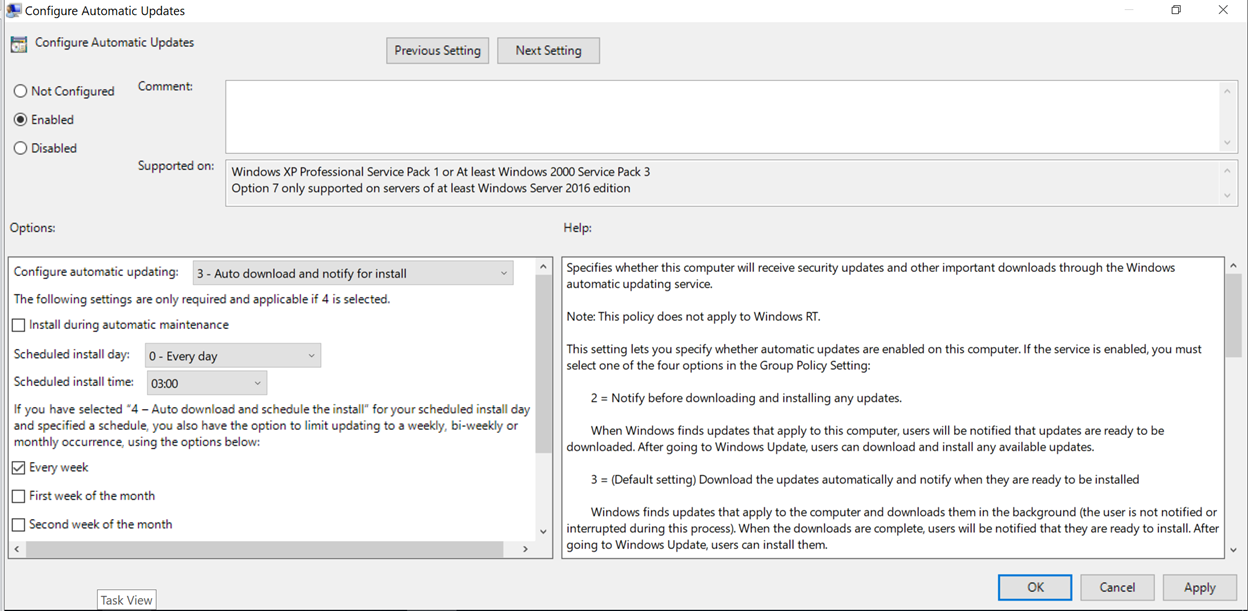 Configure Automatic Updates
Configure Automatic Updates
Previous Setting
Next Setting
Not Configured
Enabled
Disabled
Comment:
Supported on:
Windows XP Professional Service Pack 1 or At least Windows 2000 Service Pack 3
Option 7 only supported on servers of at least Windows Server 2016 edition
Options:
Help:
Configure automatic updating:
3 - Auto download and notify for install
The following settings are only required and applicable if 4 is selected.
Install during automatic maintenance
Scheduled install day:
0 - Every day
Scheduled install time:
03:00
If you have selected “4 – Auto download and schedule the install” for your scheduled install day
and specified a schedule, you also have the option to limit updating to a weekly, bi-weekly or
monthly occurrence, using the options below:
Every week
First week of the month
Second week of the month
Specifies whether this computer will receive security updates and other important downloads through the Windows
automatic updating service.
Note: This policy does not apply to Windows RT.
This setting lets you specify whether automatic updates are enabled on this computer. If the service is enabled, you must
select one of the four options in the Group Policy Setting:
2 = Notify before downloading and installing any updates.
When Windows finds updates that apply to this computer, users will be notified that updates are ready to be
downloaded. After going to Windows Update, users can download and install any available updates.
3 = (Default setting) Download the updates automatically and notify when they are ready to be installed
Windows finds updates that apply to the computer and downloads them in the background (the user is not notified or
interrupted during this process). When the downloads are complete, users will be notified that they are ready to install. After
going to Windows Update, users can install them.
OK
Cancel
Apply
Task View